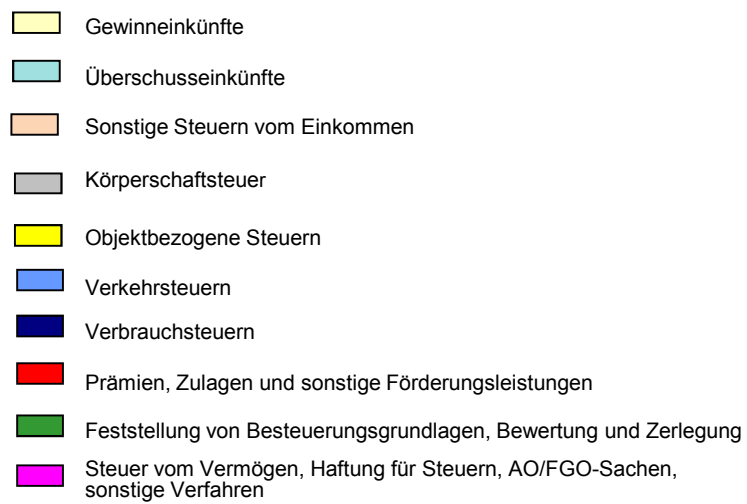 Gewinneinkünfte
Überschusseinkünfte
Sonstige Steuern vom Einkommen
Körperschaftsteuer
Objektbezogene Steuern
Verkehrsteuern
Verbrauchsteuern
Prämien, Zulagen und sonstige Förderungsleistungen
Feststellung von Besteuerungsgrundlagen, Bewertung und Zerlegung
Steuer vom Vermögen, Haftung für Steuern, AO/FGO-Sachen,
sonstige Verfahren